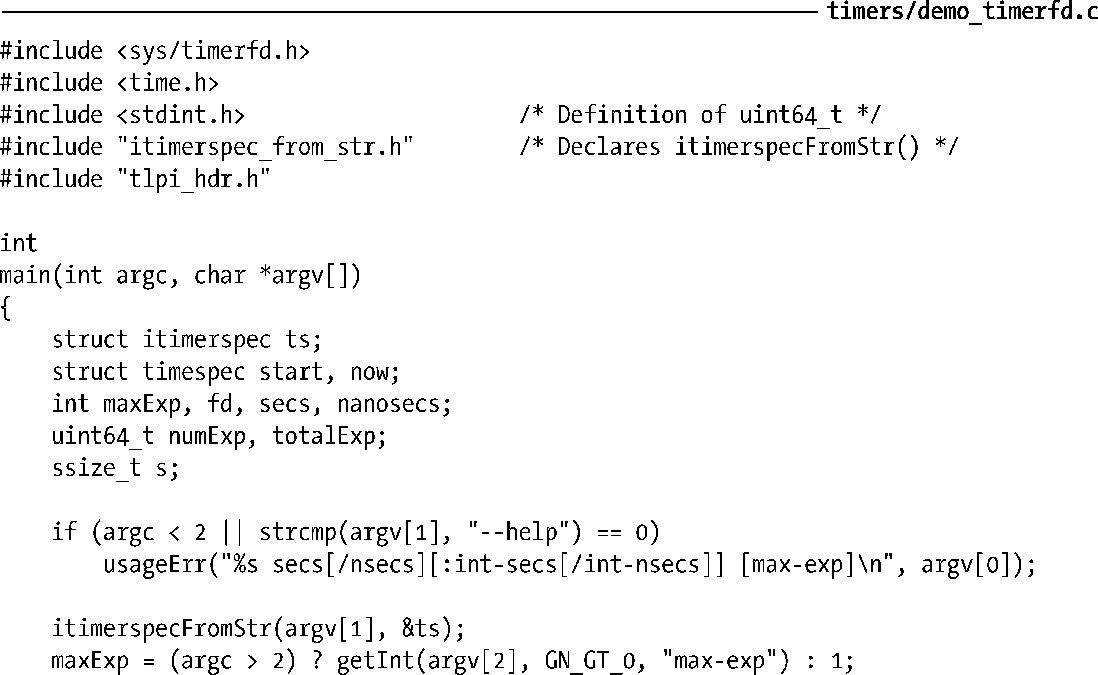 timers/demo_timerfd.c
#include <sys/timerfd.h>
#include <time.h>
#include <stdint.h>                     /* Definition of uint64_t */
#include "itimerspec_from_str.h"        /* Declares itimerspecFromStr() */
#include "tlpi_hdr.h"

int
main(int argc, char *argv[])
{
    struct itimerspec ts;
    struct timespec start, now;
    int maxExp, fd, secs, nanosecs;
    uint64_t numExp, totalExp;
    ssize_t s;

    if (argc < 2 || strcmp(argv[1], "--help") == 0)
        usageErr("%s secs[/nsecs][:int-secs[/int-nsecs]] [max-exp]\n", argv[0]);

    itimerspecFromStr(argv[1], &ts);
    maxExp = (argc > 2) ? getInt(argv[2], GN_GT_0, "max-exp") : 1;